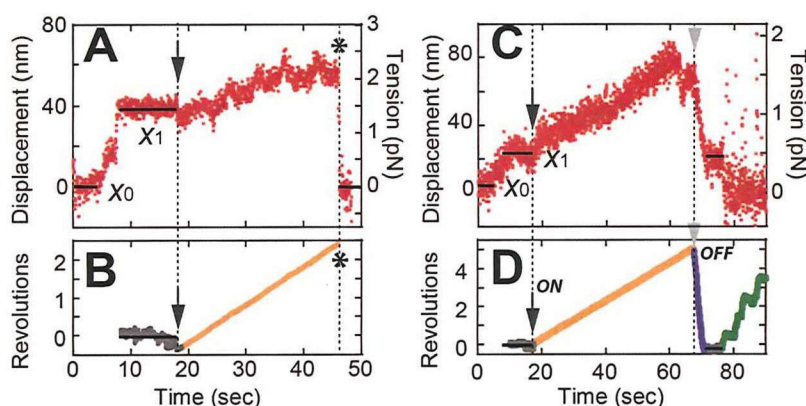 A
C
B
D
*
*
X0
X1
X0
X1
ON
OFF
Displacement (nm)
80
40
0
3
2
1
0
Tension (pN)
Displacement (nm)
80
60
40
20
0
2
1
0
Tension (pN)
Revolutions
2
1
0
0 10 20 30 40 50
Time (sec)
Revolutions
4
2
0
0 20 40 60 80
Time (sec)